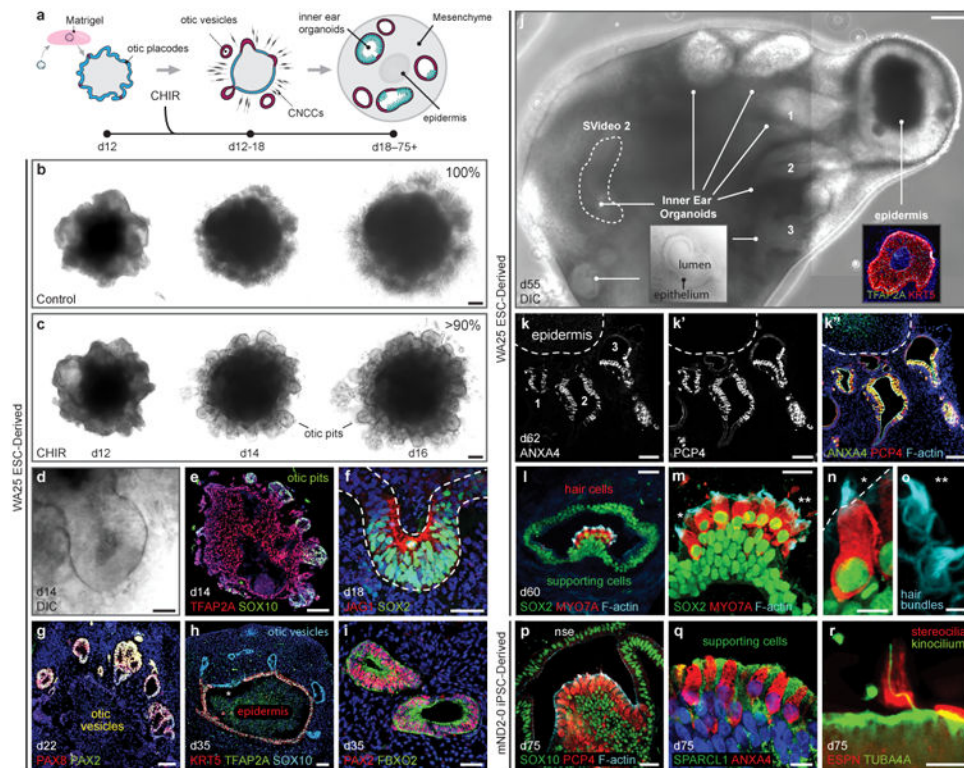 a
Matrigel
otic placodes
CHIR
otic vesicles
CNCCs
inner ear
organoids
Mesenchyme
epidermis
d12
d12-18
d18–75+
WA25 ESC-Derived
b
100%
Control
c
>90%
otic pits
CHIR
d12
d14
d16
d
d14
DIC
e
otic pits
d14
TFAP2A SOX10
f
d18
JAG1 SOX2
g
otic
vesicles
d22
PAX8 PAX2
h
otic vesicles
*
epidermis
d35
KRT5 TFAP2A SOX10
i
d35
PAX2 FBXO2
WA25 ESC-Derived
j
SVideo 2
1
2
3
Inner Ear
Organoids
epidermis
lumen
epithelium
TFAP2A KRT5
d55
DIC
k
epidermis
3
1
2
d62
ANXA4
k'
PCP4
k''
ANXA4 PCP4 F-actin
l
hair cells
supporting cells
d60
SOX2 MYO7A F-actin
m
*
**
SOX2 MYO7A F-actin
n
*
o
**
hair
bundles
mND2-0 iPSC-Derived
p
nse
d75
SOX10 PCP4 F-actin
q
supporting cells
d75
SPARCL1 ANXA4
r
stereocilia
kinocilium
d75
ESPN TUBA4A